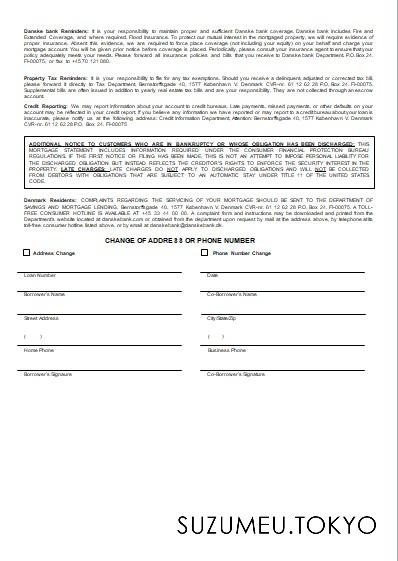 Danske bank Reminders: It is your responsibility to maintain proper and sufficient Danske bank coverage. Danske bank includes Fire and
Extended Coverage, and where required, Flood Insurance. To protect our mutual interest in the mortgaged property, we will require evidence of
proper insurance. Absent this evidence, we are required to force place coverage (not including your equity) on your behalf and charge your
mortgage account. You will be given prior notice before coverage is placed. Periodically, please consult your insurance agent to ensure that your
policy adequately meets your needs. Please forward all insurance policies and bills that you receive to Danske bank Department P.O.Box 24,
FI-00075, or fax to +4570 121 080.
Property Tax Reminders: It is your responsibility to file for any tax exemptions. Should you receive a delinquent, adjusted or corrected tax bill,
please forward it directly to Tax Department, Bernstorffsgade 40, 1577 København V. Denmark CVR-nr. 61 12 62 28 P.O. Box 24, FI-00075.
Supplemental bills are often issued in addition to yearly real estate tax bills and are your responsibility. They are not collected through an escrow
account.
Credit Reporting: We may report information about your account to credit bureaus. Late payments, missed payments, or other defaults on your
account may be reflected in your credit report. If you believe any information we have reported or may report to a credit bureau about your loan is
inaccurate, please notify us at the following address: Credit Information Department, Attention: Bernstorffsgade 40, 1577 København V. Denmark
CVR-nr. 61 12 62 28 P.O. Box 24, FI-00075
ADDITIONAL NOTICE TO CUSTOMERS WHO ARE IN BANKRUPTCY OR WHOSE OBLIGATION HAS BEEN DISCHARGED: THIS
MORTGAGE STATEMENT INCLUDES INFORMATION REQUIRED UNDER THE CONSUMER FINANCIAL PROTECTION BUREAU
REGULATIONS. IF THE FIRST NOTICE OR FILING HAS BEEN MADE, THIS IS NOT AN ATTEMPT TO IMPOSE PERSONAL LIABILITY FOR
THE DISCHARGED OBLIGATION BUT INSTEAD REFLECTS THE CREDITOR'S RIGHTS TO ENFORCE THE SECURITY INTEREST IN THE
PROPERTY. LATE CHARGES: LATE CHARGES DO NOT APPLY TO DISCHARGED OBLIGATIONS AND WILL NOT BE COLLECTED
FROM DEBTORS WITH OBLIGATIONS THAT ARE SUBJECT TO AN AUTOMATIC STAY UNDER TITLE 11 OF THE UNITED STATES
CODE.
Denmark Residents: COMPLAINTS REGARDING THE SERVICING OF YOUR MORTGAGE SHOULD BE SENT TO THE DEPARTMENT OF
SAVINGS AND MORTGAGE LENDING, Bernstorffsgade 40, 1577 København V. Denmark CVR-nr. 61 12 62 28 P.O. Box 24, FI-00075. A TOLL-
FREE CONSUMER HOTLINE IS AVAILABLE AT +45 33 44 00 00. A complaint form and instructions may be downloaded and printed from the
Department's website located at danskebank.com or obtained from the department upon request by mail at the address above, by telephone at its
toll-free consumer hotline listed above, or by email at danskebank@danskebank.dk.
CHANGE OF ADDRESS OR PHONE NUMBER
Address Change Phone Number Change
Loan Number Date
Borrower's Name Co-Borrower's Name
Street Address City/State/Zip
( ) ( )
Home Phone Business Phone
Borrower's Signaure Co-Borrower's Signature
SUZUMEU.TOKYO